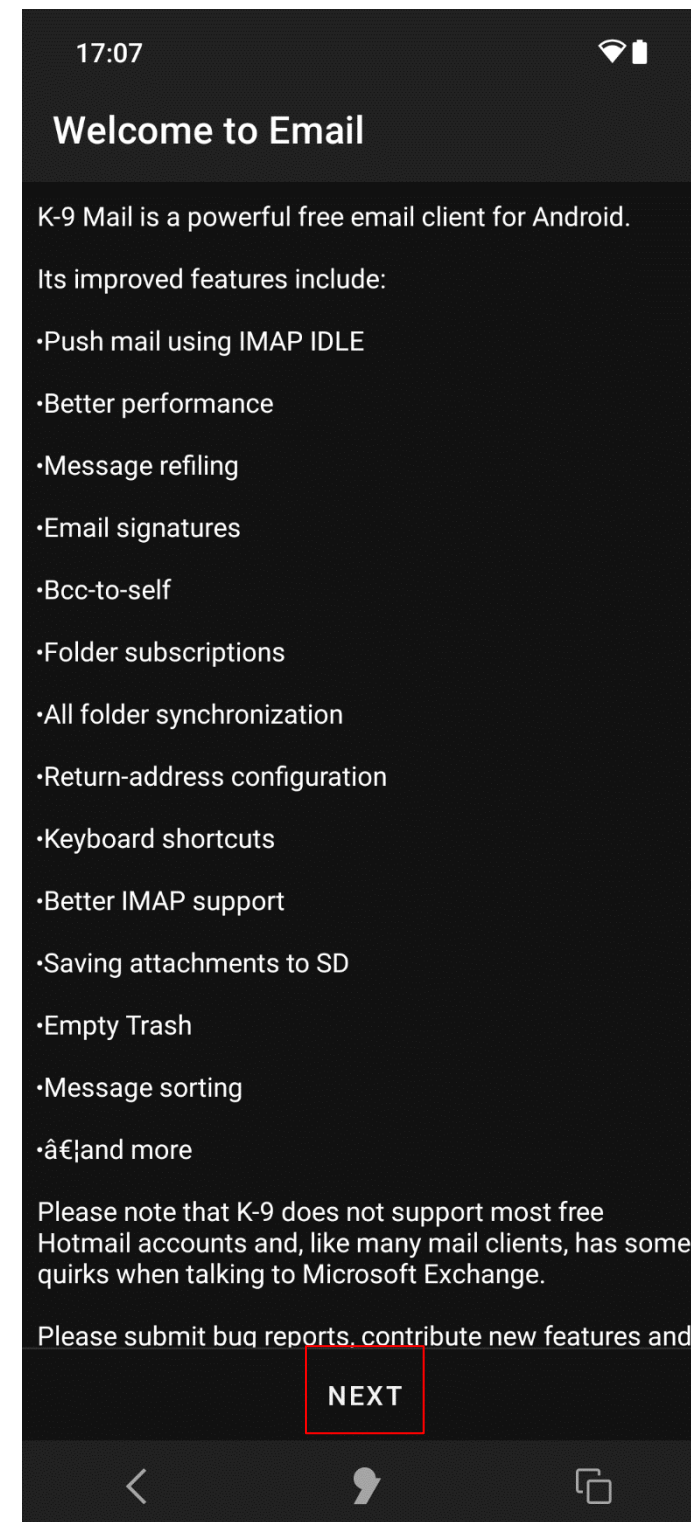 17:07
Welcome to Email
K-9 Mail is a powerful free email client for Android.
Its improved features include:
•Push mail using IMAP IDLE
•Better performance
•Message refiling
•Email signatures
•Bcc-to-self
•Folder subscriptions
•All folder synchronization
•Return-address configuration
•Keyboard shortcuts
•Better IMAP support
•Saving attachments to SD
•Empty Trash
•Message sorting
•â€¦and more
Please note that K-9 does not support most free
Hotmail accounts and, like many mail clients, has some
quirks when talking to Microsoft Exchange.
Please submit bug reports, contribute new features and
NEXT